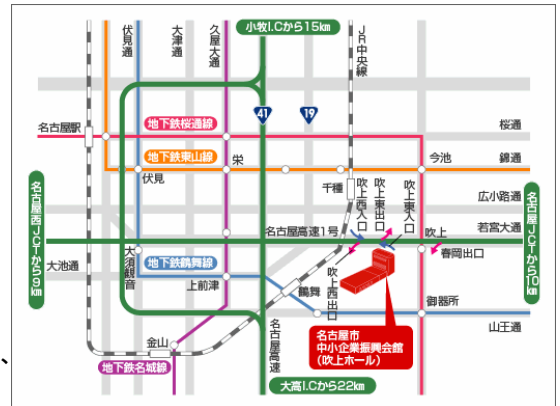 小牧I.Cから15km
伏見通
大津通
久屋大通
JR中央線
41
19
名古屋駅
地下鉄桜通線
桜通
地下鉄東山線
栄
今池
錦通
伏見
千種
吹上西入口
吹上東出口
吹上東入口
広小路通
名古屋西JCTから9km
名古屋高速1号
吹上
若宮大通
名古屋JCTから10km
春岡出口
大池通
大須観音
地下鉄鶴舞線
上前津
鶴舞
吹上西出口
御器所
山王通
名古屋高速
名古屋市
中小企業振興会館
(吹上ホール)
金山
地下鉄名城線
大高I.Cから22km
、